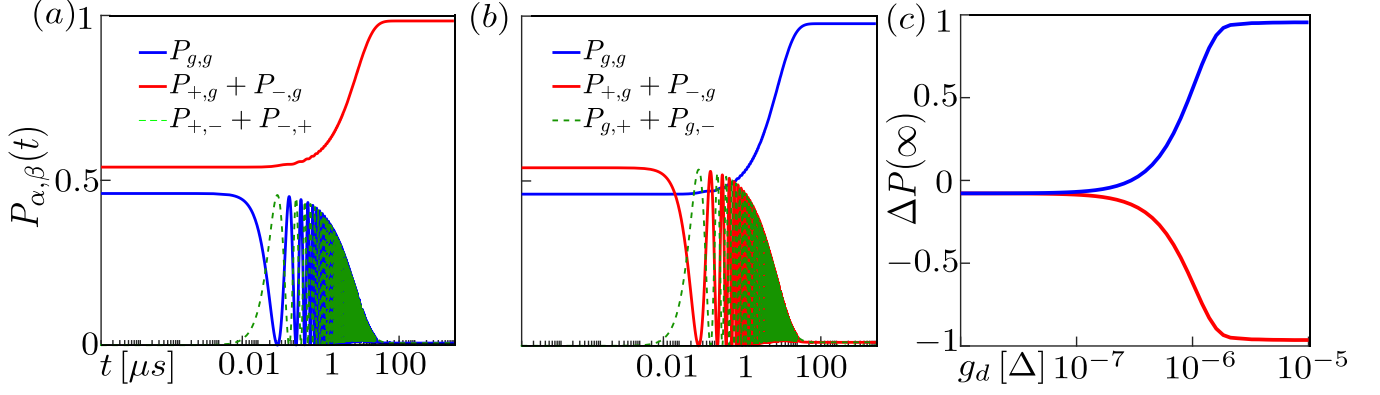 (a)
1
P_{g,g}
P_{+,g} + P_{-,g}
P_{+,-} + P_{-,+}
P_{α,β}(t)
0.5
0
t [μs]
0.01
1
100
(b)
P_{g,g}
P_{+,g} + P_{-,g}
P_{g,+} + P_{g,-}
0.01
1
100
(c)
1
0.5
0
−0.5
−1
ΔP(∞)
g_d [Δ]
10^{-7}
10^{-6}
10^{-5}